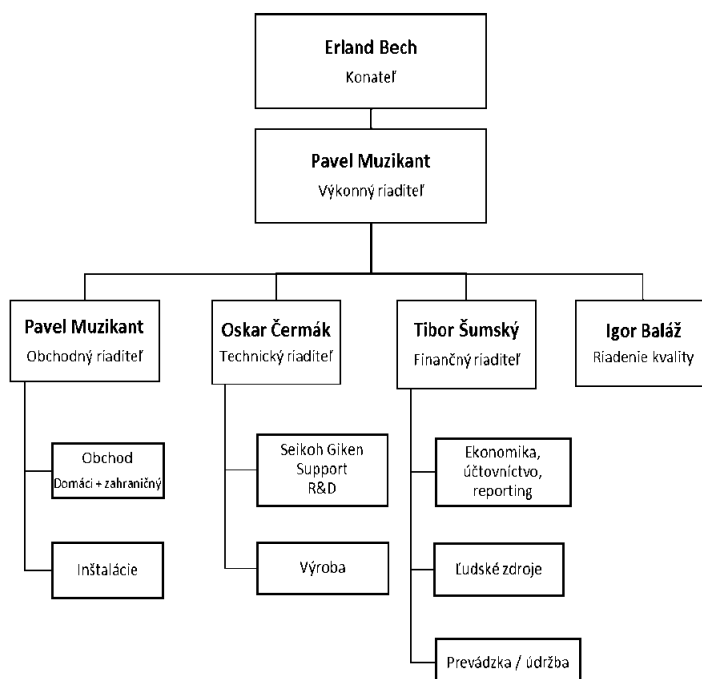 Erland Bech
Konateľ
Pavel Muzikant
Výkonný riaditeľ
Pavel Muzikant
Obchodný riaditeľ
Oskar Čermák
Technický riaditeľ
Tibor Šumský
Finančný riaditeľ
Igor Baláž
Riadenie kvality
Obchod
Domáci + zahraničný
Inštalácie
Seikoh Giken
Support
R&D
Výroba
Ekonomika,
účtovníctvo,
reporting
Ľudské zdroje
Prevádzka / údržba